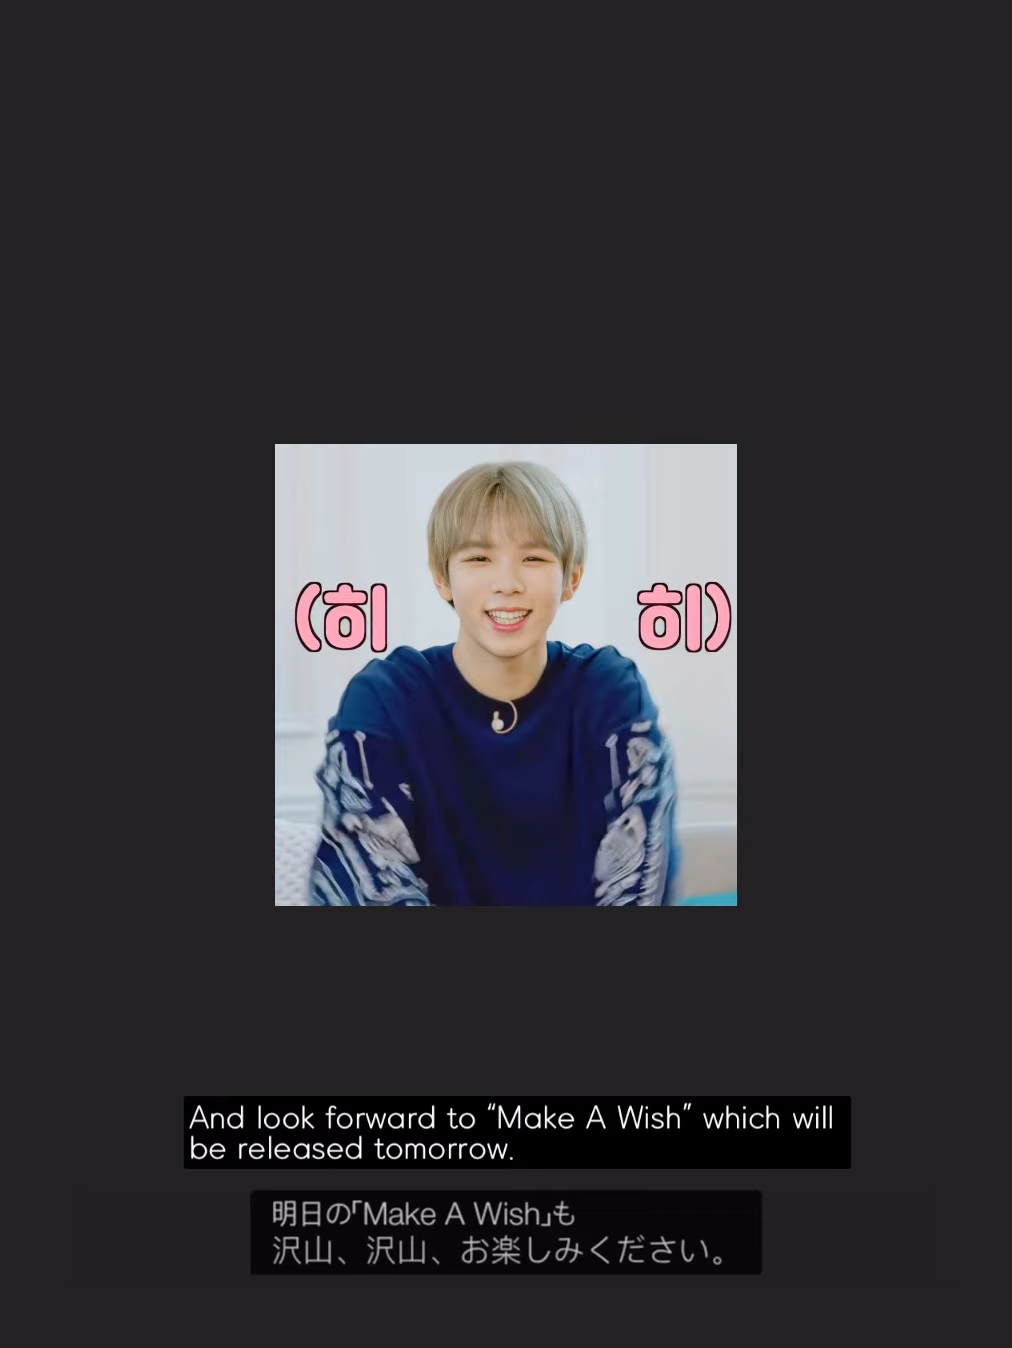 (히 히)
And look forward to “Make A Wish” which will
be released tomorrow.
明日の「Make A Wish」も
沢山、沢山、お楽しみください。